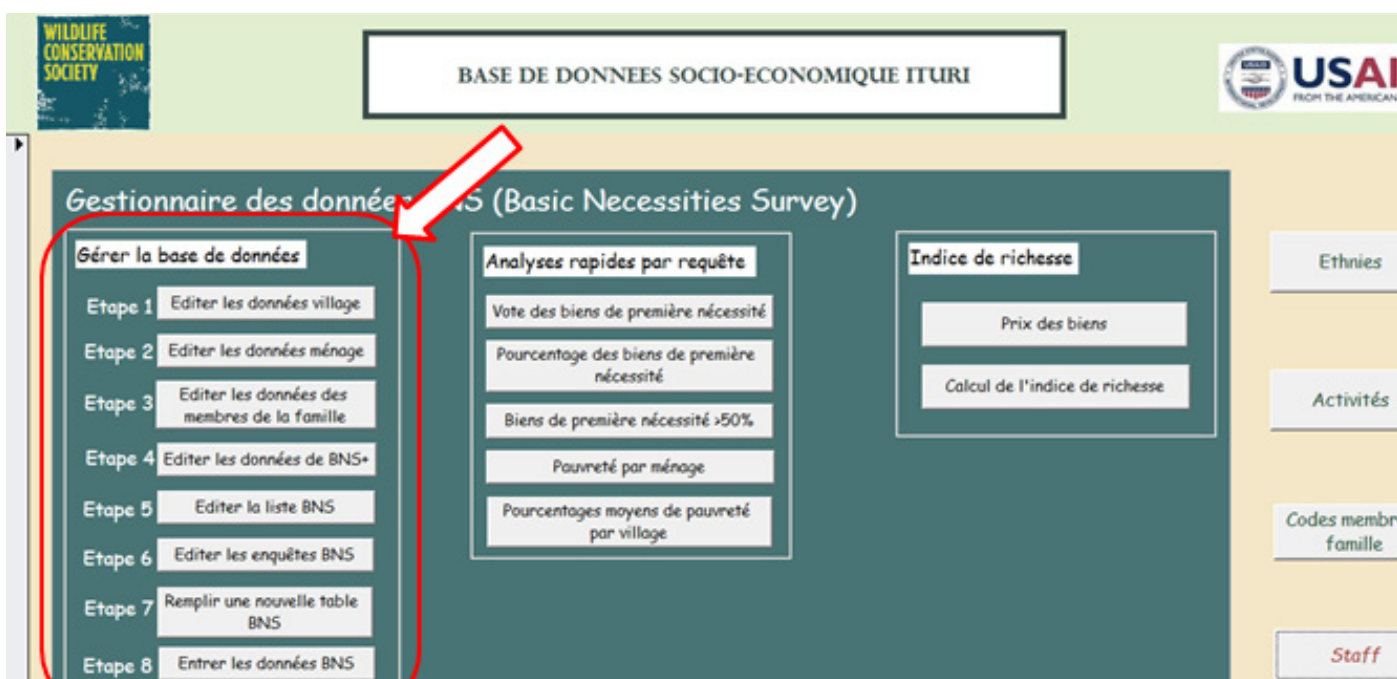 WILDLIFE
CONSERVATION
SOCIETY
BASE DE DONNEES SOCIO-ECONOMIQUE ITURI
USAI
FROM THE AMERICAN
Gestionnaire des données NS (Basic Necessities Survey)
Gérer la base de données
Etape 1 Editer les données village
Etape 2 Editer les données ménage
Etape 3 Editer les données des
membres de la famille
Etape 4 Editer les données de BNS+
Etape 5 Editer la liste BNS
Etape 6 Editer les enquêtes BNS
Etape 7 Remplir une nouvelle table
BNS
Etape 8 Entrer les données BNS
Analyses rapides par requête
Vote des biens de première nécessité
Pourcentage des biens de première
nécessité
Biens de première nécessité >50%
Pauvreté par ménage
Pourcentages moyens de pauvreté
par village
Indice de richesse
Prix des biens
Calcul de l'indice de richesse
Ethnies
Activités
Codes membr
famille
Staff